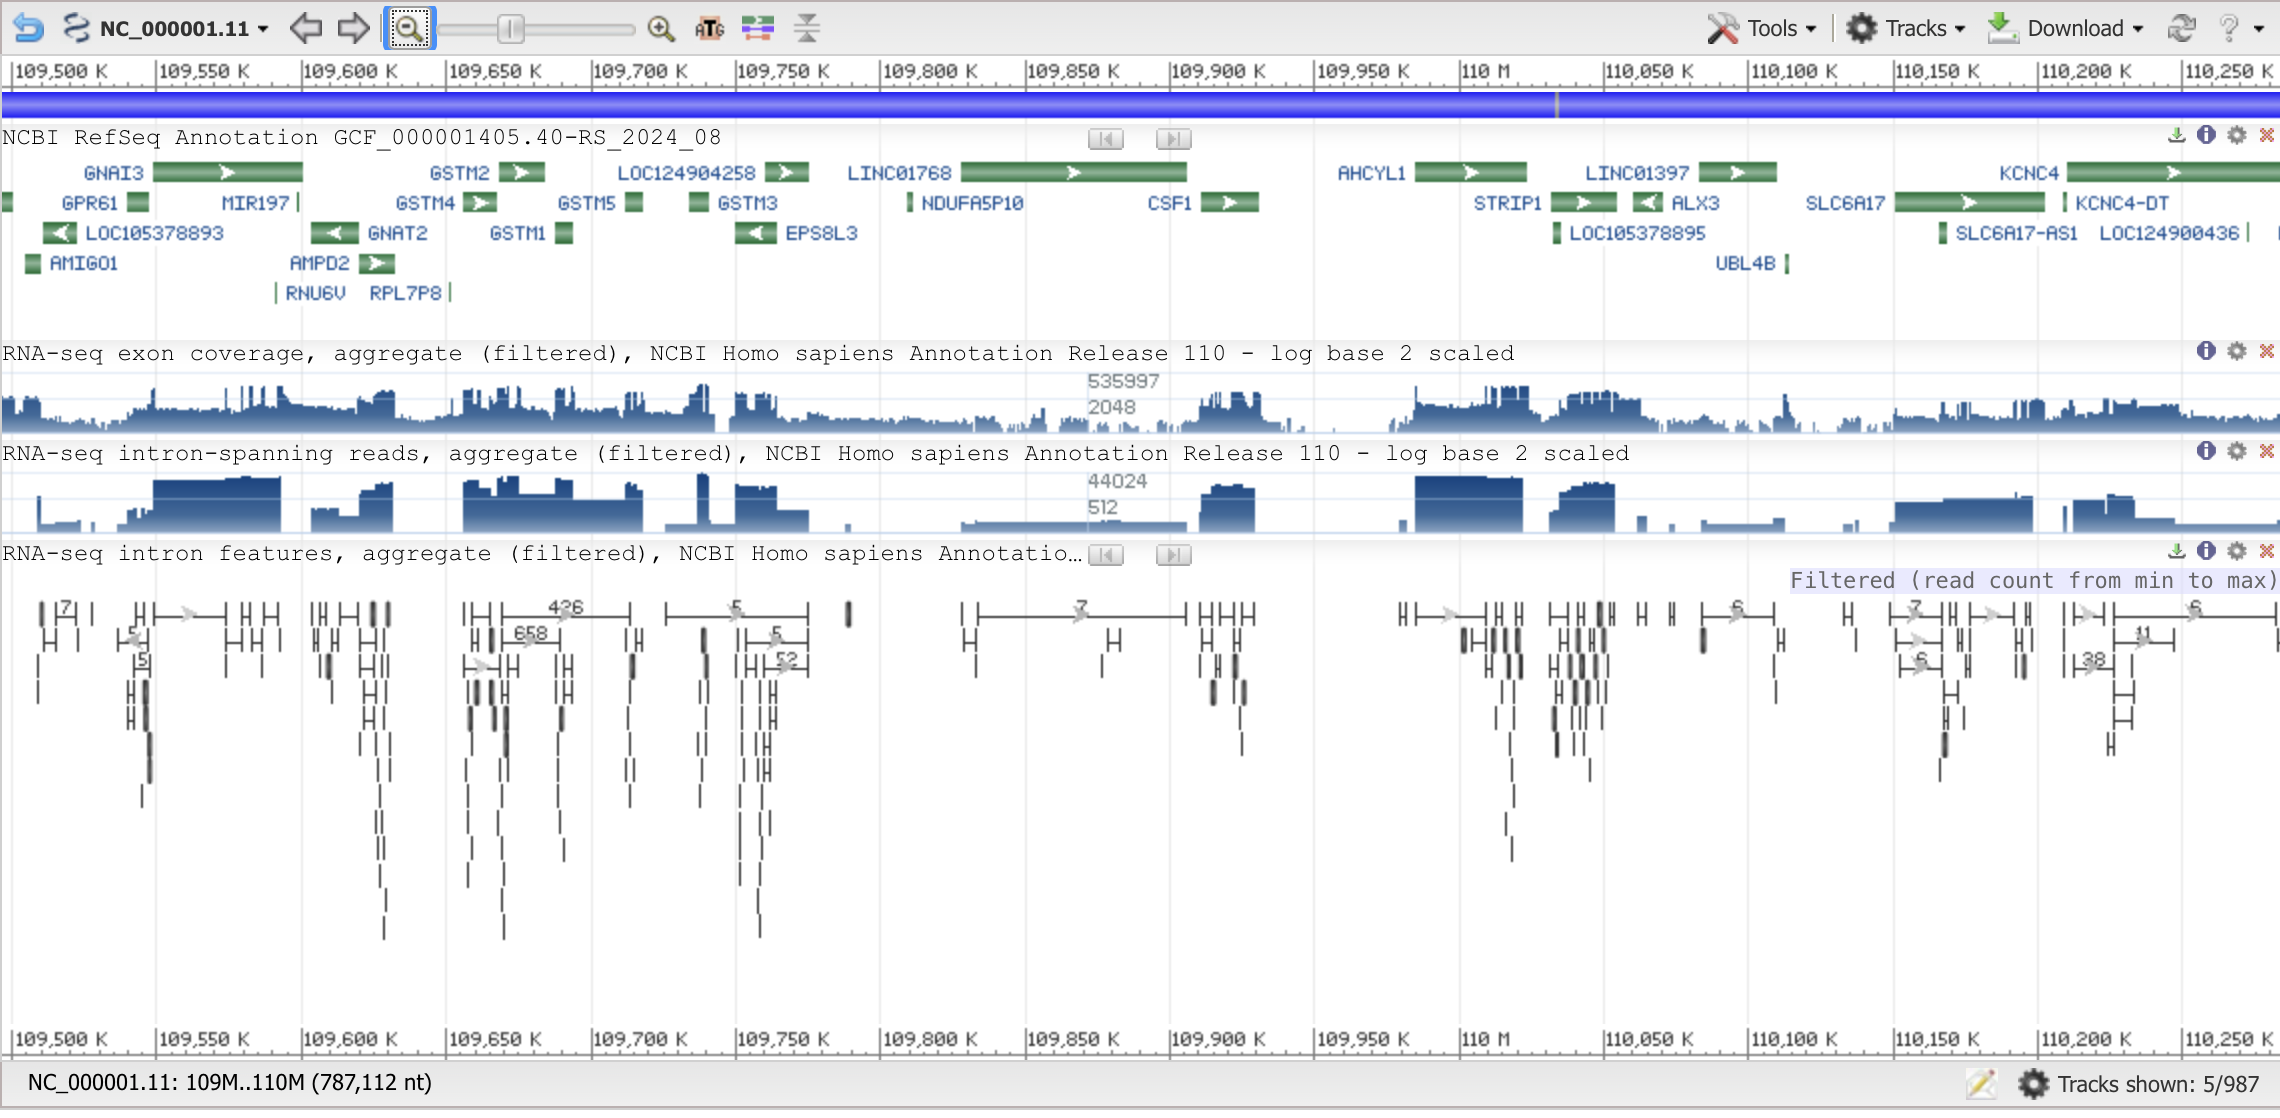 NC_000001.11 Tools Tracks Download ?
109,500 K 109,550 K 109,600 K 109,650 K 109,700 K 109,750 K 109,800 K 109,850 K 109,900 K 109,950 K 110 M 110,050 K 110,100 K 110,150 K 110,200 K 110,250 K
NCBI RefSeq Annotation GCF_000001405.40-RS_2024_08
GNAI3 GSTM2 LOC124904258 LINC01768 AHCYL1 LINC01397 KCNC4
GPR61 MIR197 GSTM4 GSTM5 GSTM3 NDUFA5P10 CSF1 STRIP1 ALX3 SLC6A17 KCNC4-DT
LOC105378893 GNAT2 GSTM1 EPS8L3 LOC105378895 SLC6A17-AS1 LOC124900436
AMIGO1 AMPD2 UBL4B
RNU6V RPL7P8
RNA-seq exon coverage, aggregate (filtered), NCBI Homo sapiens Annotation Release 110 - log base 2 scaled
535997
2048
RNA-seq intron-spanning reads, aggregate (filtered), NCBI Homo sapiens Annotation Release 110 - log base 2 scaled
44024
512
RNA-seq intron features, aggregate (filtered), NCBI Homo sapiens Annotatio…
Filtered (read count from min to max)
7 426 5 7 6 7 6
5 658 5 11
5 52 6 38
109,500 K 109,550 K 109,600 K 109,650 K 109,700 K 109,750 K 109,800 K 109,850 K 109,900 K 109,950 K 110 M 110,050 K 110,100 K 110,150 K 110,200 K 110,250 K
NC_000001.11: 109M..110M (787,112 nt) Tracks shown: 5/987